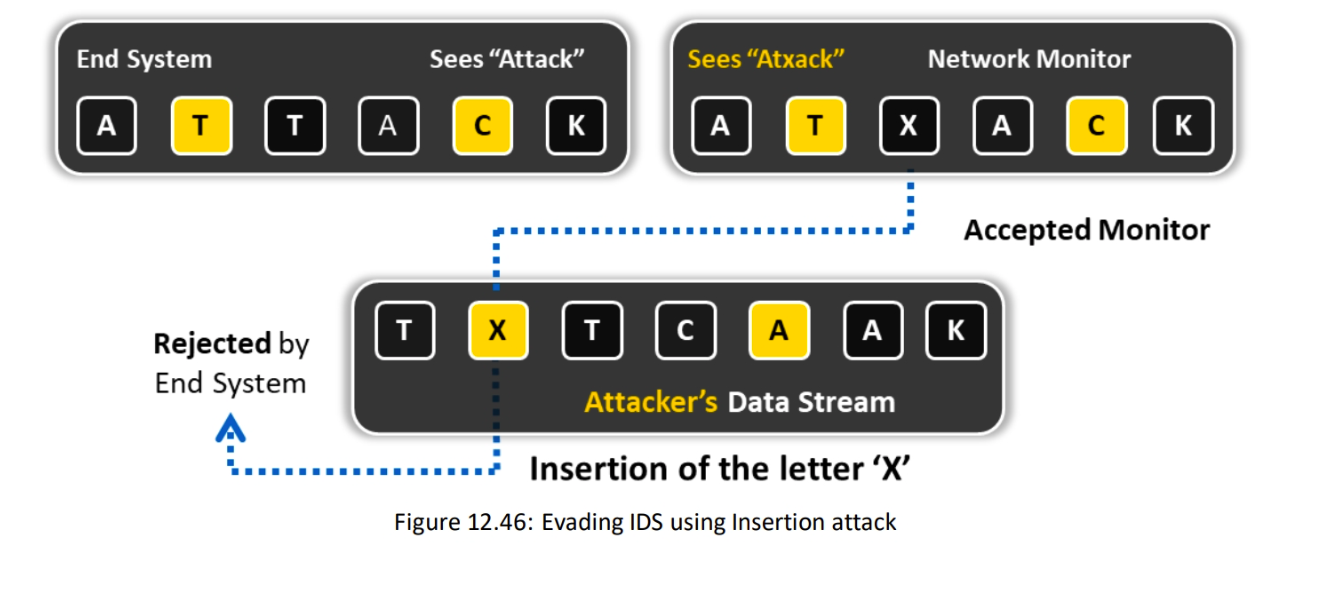 End System Sees “Attack”
A T T A C K
Sees “Atxack” Network Monitor
A T X A C K
Accepted Monitor
T X T C A A K
Attacker’s Data Stream
Rejected by
End System
Insertion of the letter ‘X’
Figure 12.46: Evading IDS using Insertion attack